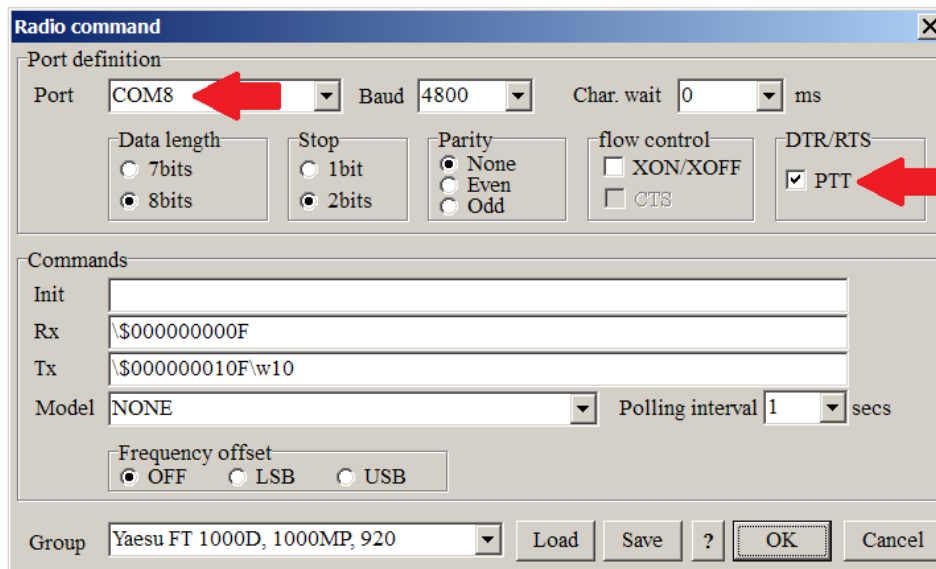 Radio command
Port definition
Port COM8 Baud 4800 Char. wait 0 ms
Data length Stop Parity flow control DTR/RTS
7bits 1bit None XON/XOFF PTT
8bits 2bits Even CTS
Odd
Commands
Init
Rx \$000000000F
Tx \$000000010F\w10
Model NONE Polling interval 1 secs
Frequency offset
OFF LSB USB
Group Yaesu FT 1000D, 1000MP, 920 Load Save ? OK Cancel